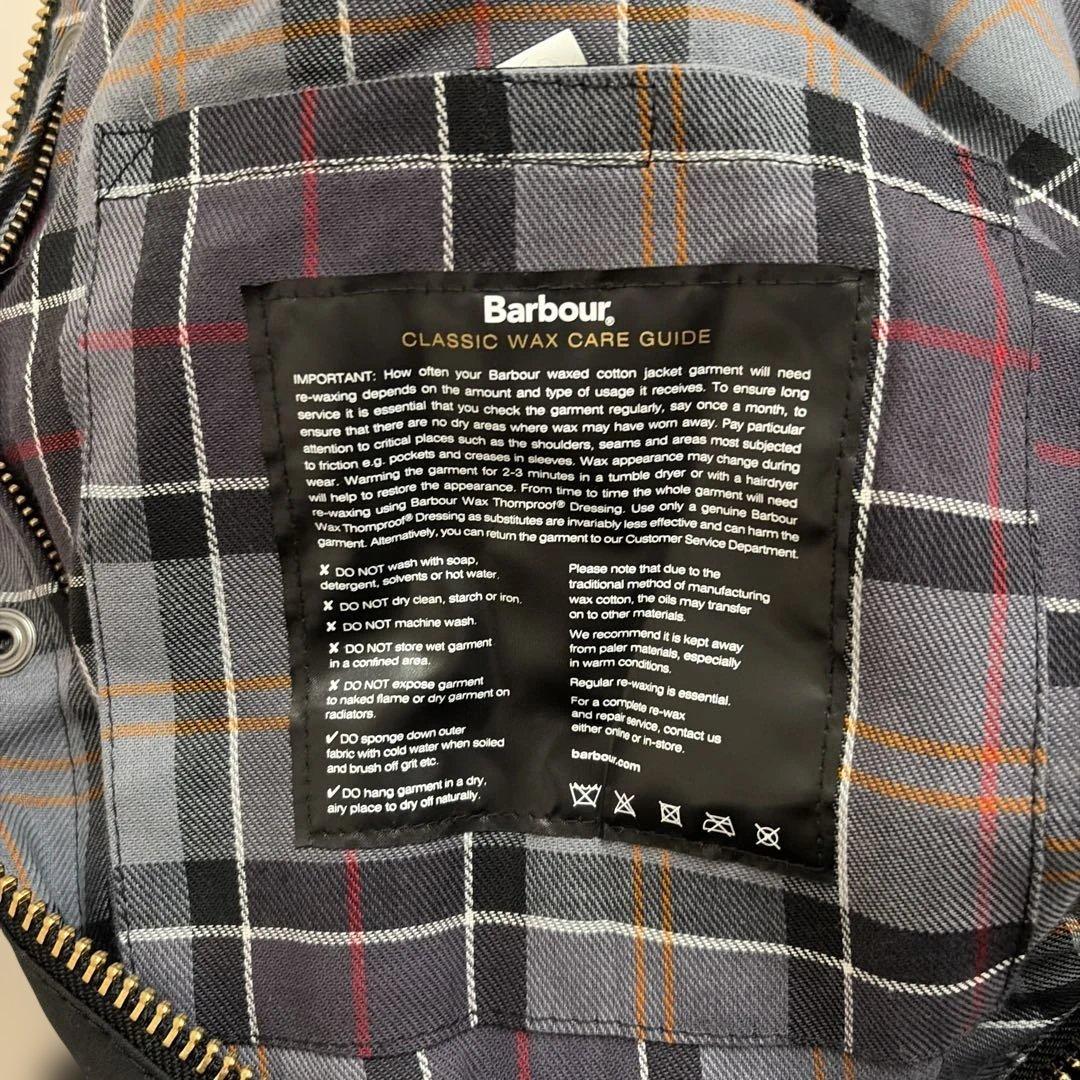 Barbour®
CLASSIC WAX CARE GUIDE
IMPORTANT: How often your Barbour waxed cotton jacket garment will need
re-waxing depends on the amount and type of usage it receives. To ensure long
service it is essential that you check the garment regularly, say once a month, to
ensure that there are no dry areas where wax may have worn away. Pay particular
attention to critical places such as the shoulders, seams and areas most subjected
to friction e.g. pockets and creases in sleeves. Wax appearance may change during
wear. Warming the garment for 2-3 minutes in a tumble dryer or with a hairdryer
will help to restore the appearance. From time to time the whole garment will need
re-waxing using Barbour Wax Thornproof® Dressing. Use only a genuine Barbour
Wax Thornproof® Dressing as substitutes are invariably less effective and can harm the
garment. Alternatively, you can return the garment to our Customer Service Department.
✘ DO NOT wash with soap,
detergent, solvents or hot water.
✘ DO NOT dry clean, starch or iron.
✘ DO NOT machine wash.
✘ DO NOT store wet garment
in a confined area.
✘ DO NOT expose garment
to naked flame or dry garment on
radiators.
✔ DO sponge down outer
fabric with cold water when soiled
and brush off grit etc.
✔ DO hang garment in a dry,
airy place to dry off naturally.
Please note that due to the
traditional method of manufacturing
wax cotton, the oils may transfer
on to other materials.
We recommend it is kept away
from paler materials, especially
in warm conditions.
Regular re-waxing is essential.
For a complete re-wax
and repair service, contact us
either online or in-store.
barbour.com